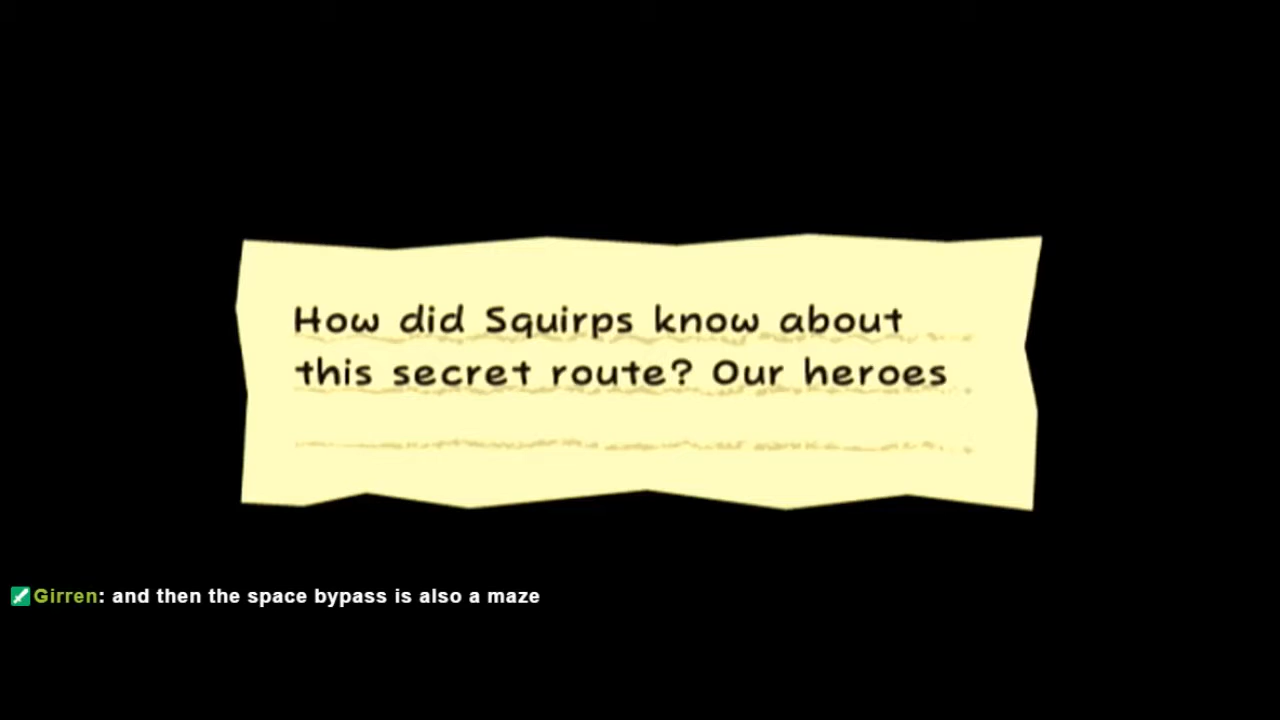 How did Squirps know about
this secret route? Our heroes
Girren: and then the space bypass is also a maze